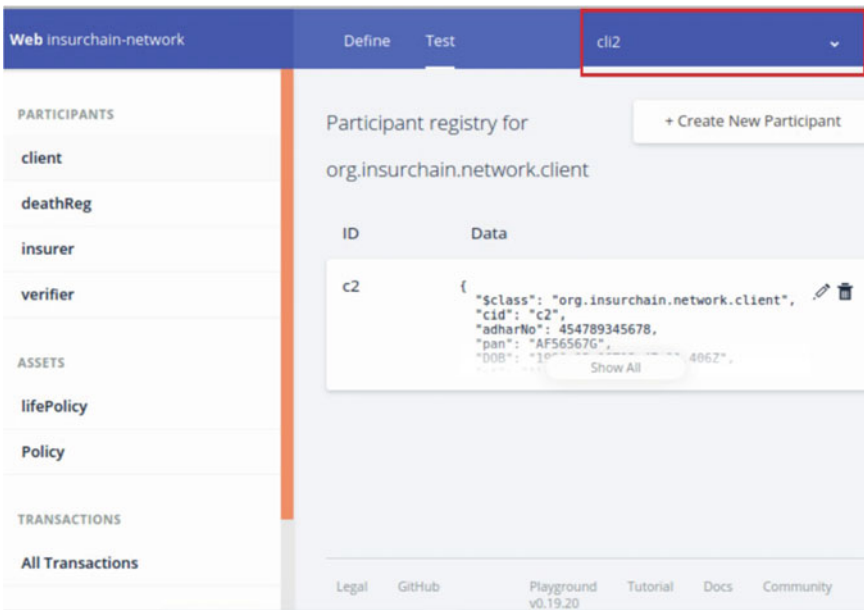 Web insurchain-network
Define Test
cli2
PARTICIPANTS
client
deathReg
insurer
verifier
ASSETS
lifePolicy
Policy
TRANSACTIONS
All Transactions
Participant registry for
org.insurchain.network.client
+ Create New Participant
ID Data
c2
{
"$class": "org.insurchain.network.client",
"cid": "c2",
"adharNo": 454789345678,
"pan": "AF56567G",
"DOB": 406Z",
Show All
Legal GitHub Playground v0.19.20 Tutorial Docs Community